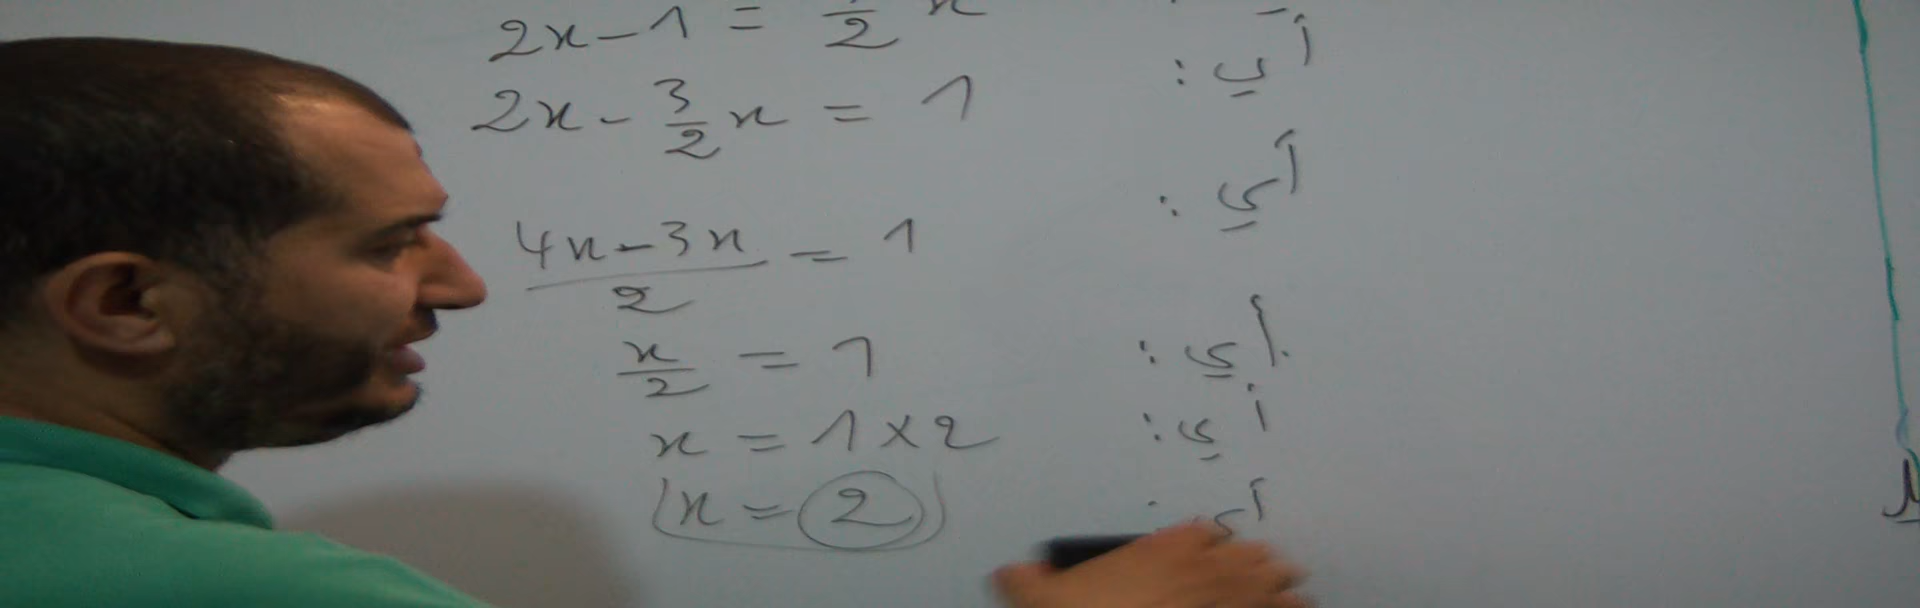 2x - 1 = 3/2 x
2x - 3/2 x = 1 أي :
(4x - 3x)/2 = 1 أي :
x/2 = 1 أي :
x = 1 × 2 أي :
x = 2 أي :